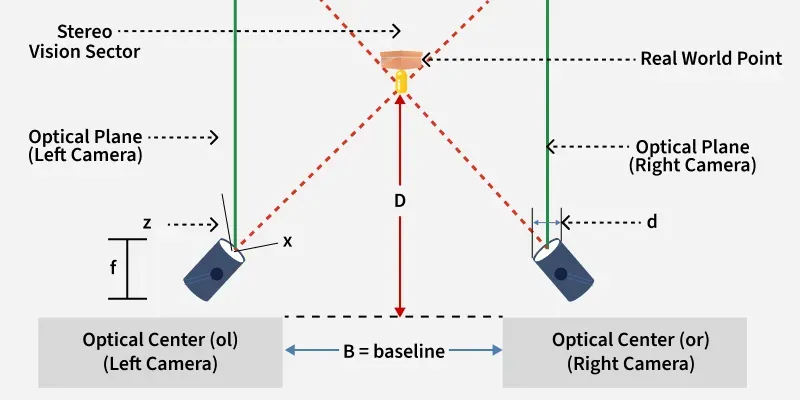 Stereo
Vision Sector
Real World Point
Optical Plane
(Left Camera)
Optical Plane
(Right Camera)
D
z
d
x
f
Optical Center (ol)
(Left Camera)
B = baseline
Optical Center (or)
(Right Camera)